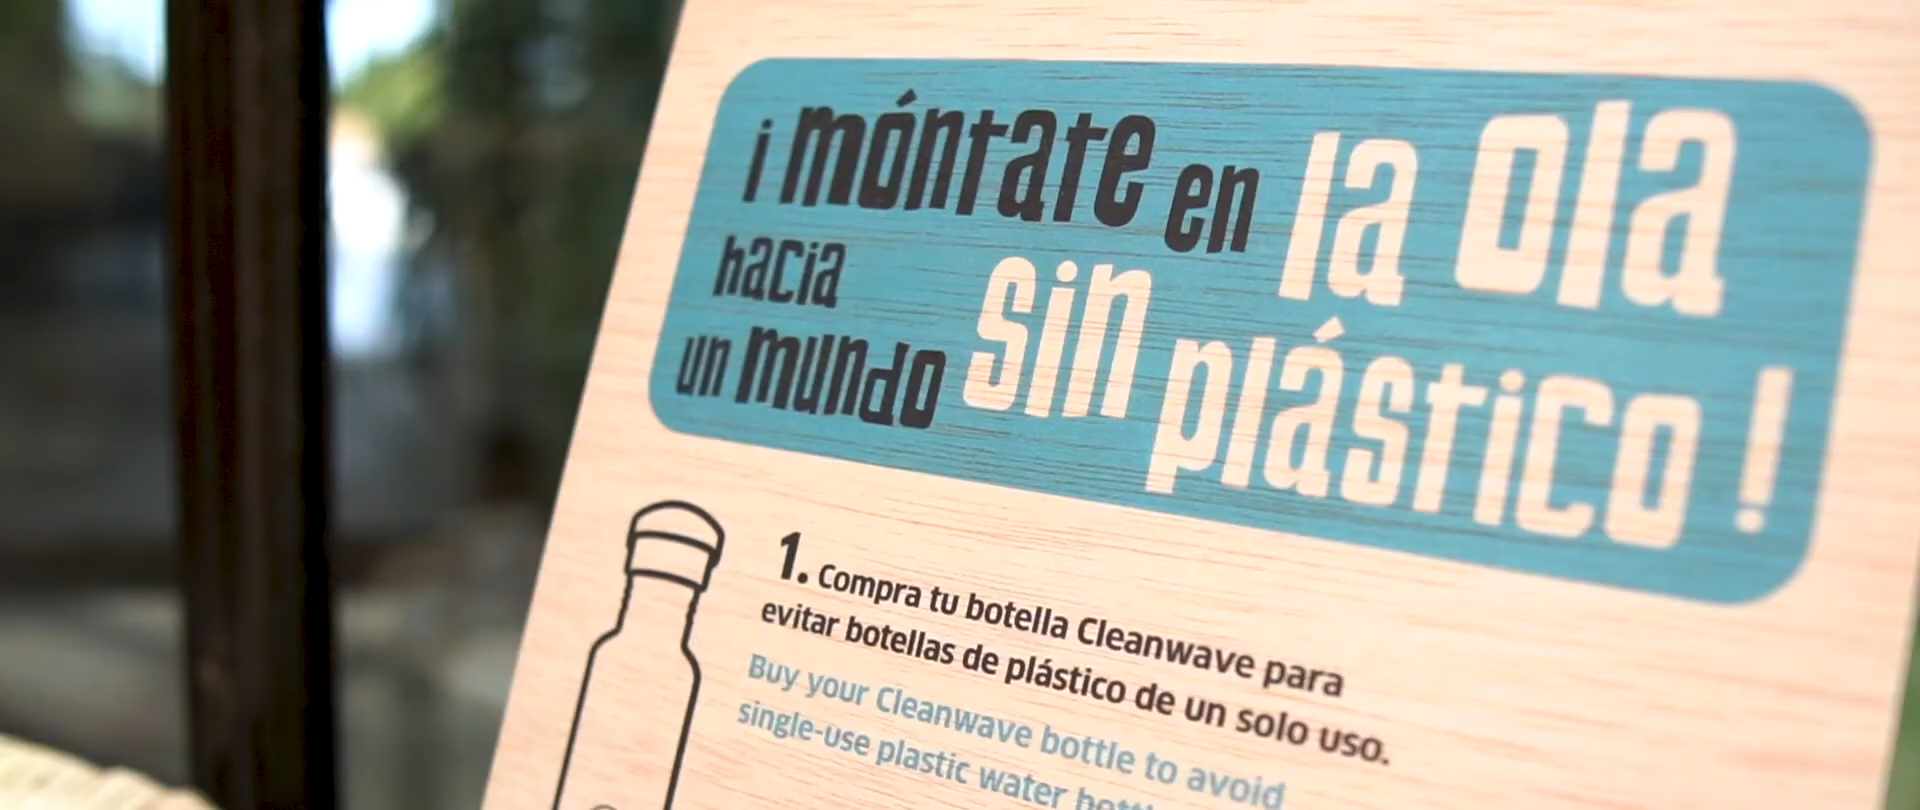 ¡móntate en la ola
hacia
un mundo sin plástico!
1. Compra tu botella Cleanwave para
evitar botellas de plástico de un solo uso.
Buy your Cleanwave bottle to avoid
single-use plastic water